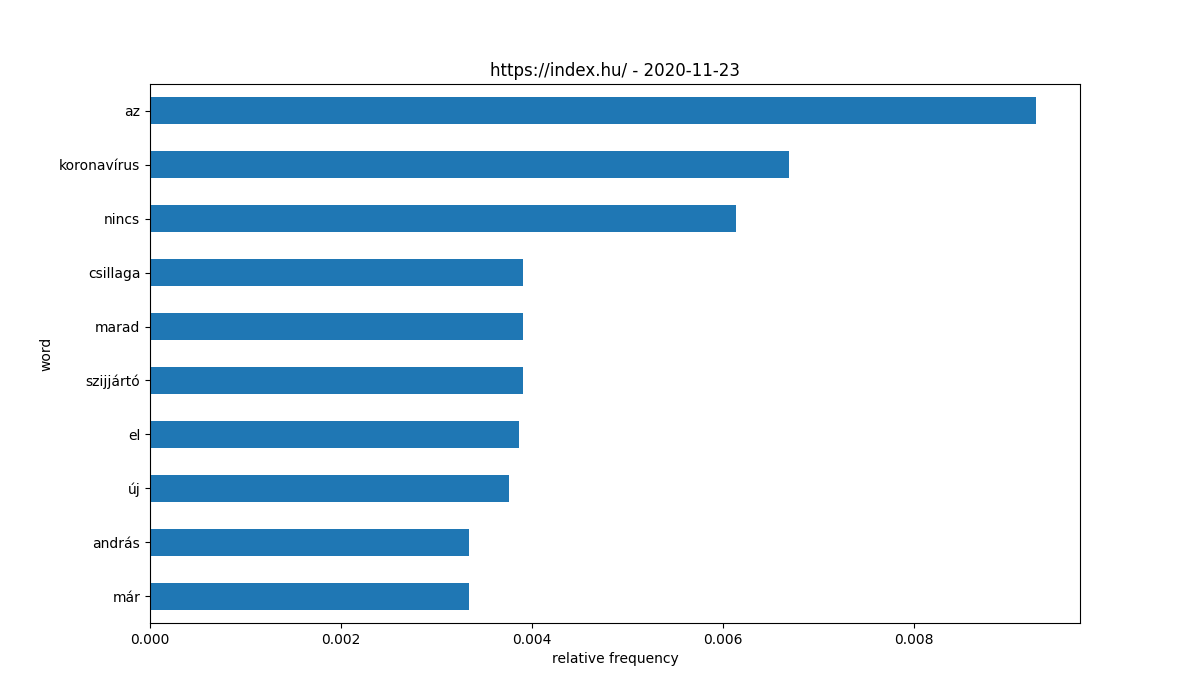 https://index.hu/ - 2020-11-23
az
koronavírus
nincs
csillaga
marad
szijjártó
el
új
andrás
már
word
0.000 0.002 0.004 0.006 0.008
relative frequency